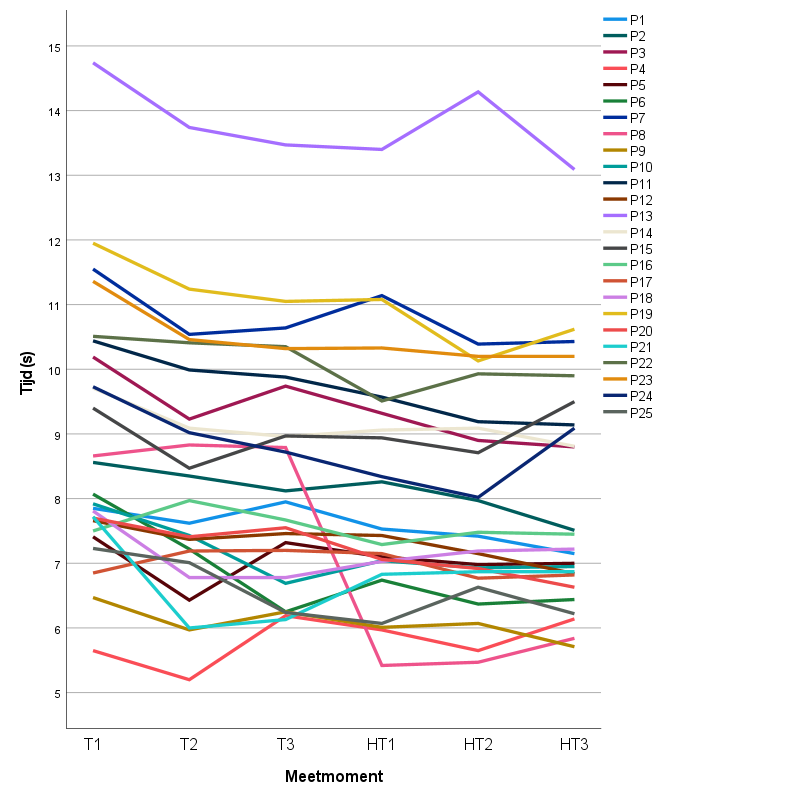 Tijd (s)
15
14
13
12
11
10
9
8
7
6
5
T1 T2 T3 HT1 HT2 HT3
Meetmoment
P1
P2
P3
P4
P5
P6
P7
P8
P9
P10
P11
P12
P13
P14
P15
P16
P17
P18
P19
P20
P21
P22
P23
P24
P25